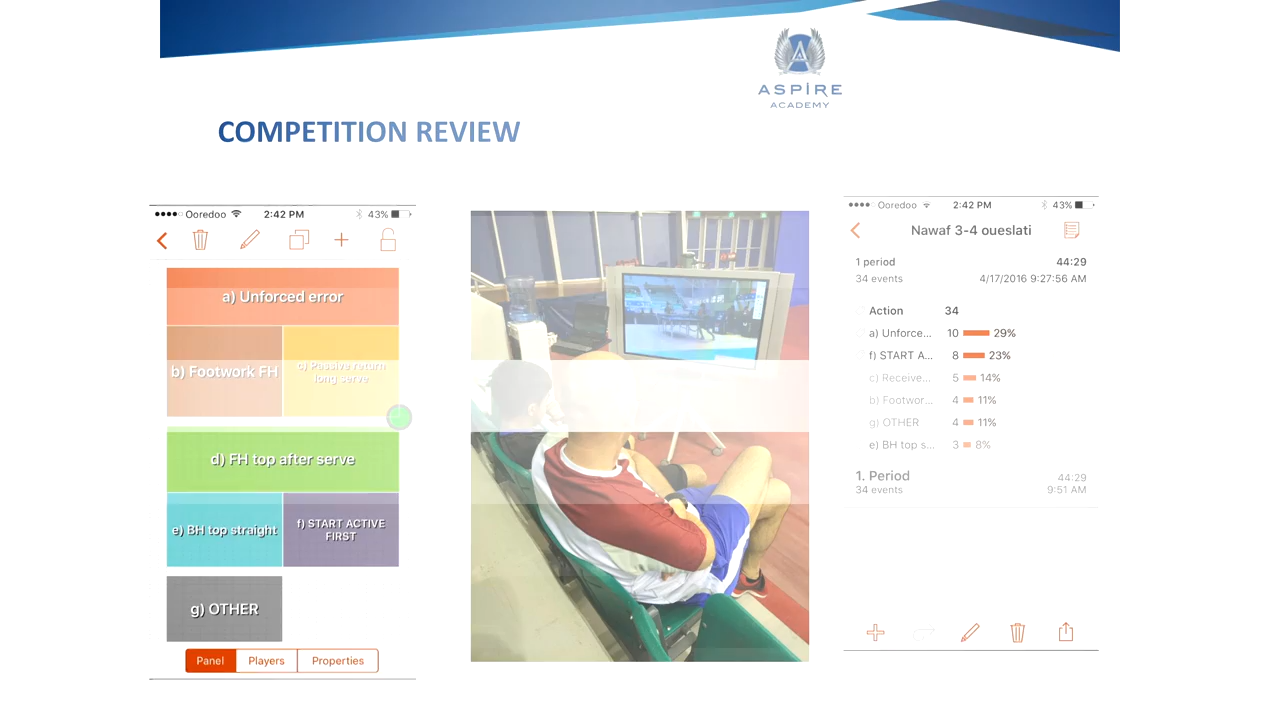 ASPIRE
ACADEMY
COMPETITION REVIEW
Ooredoo 2:42 PM 43%
a) Unforced error
b) Footwork FH
c) Passive return
long serve
d) FH top after serve
e) BH top straight
f) START ACTIVE
FIRST
g) OTHER
Panel Players Properties
Ooredoo 2:42 PM 43%
Nawaf 3-4 oueslati
1 period 44:29
34 events 4/17/2016 9:27:56 AM
Action 34
a) Unforce... 10 29%
f) START A... 8 23%
c) Receive... 5 14%
b) Footwor... 4 11%
g) OTHER 4 11%
e) BH top s... 3 8%
1. Period 44:29
34 events 9:51 AM